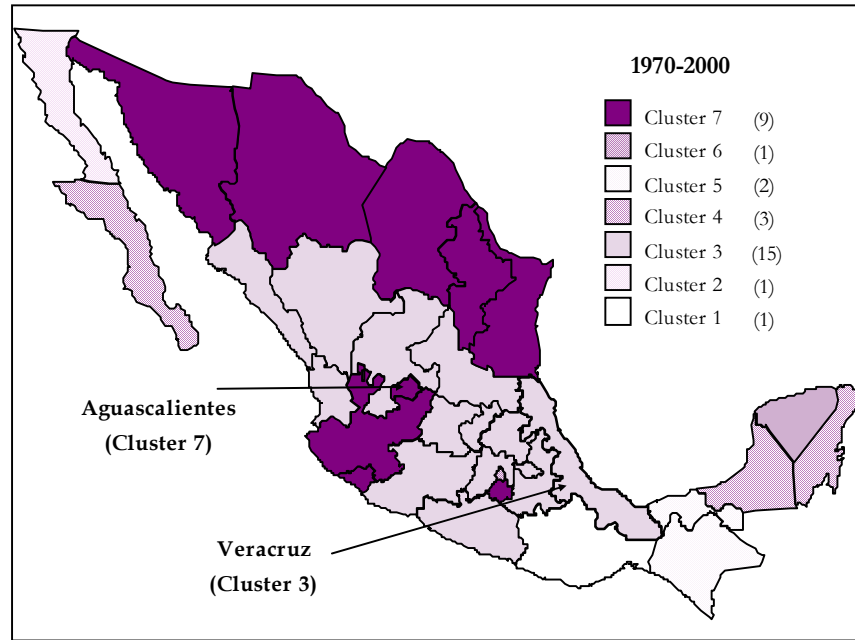 1970-2000
Cluster 7 (9)
Cluster 6 (1)
Cluster 5 (2)
Cluster 4 (3)
Cluster 3 (15)
Cluster 2 (1)
Cluster 1 (1)
Aguascalientes
(Cluster 7)
Veracruz
(Cluster 3)